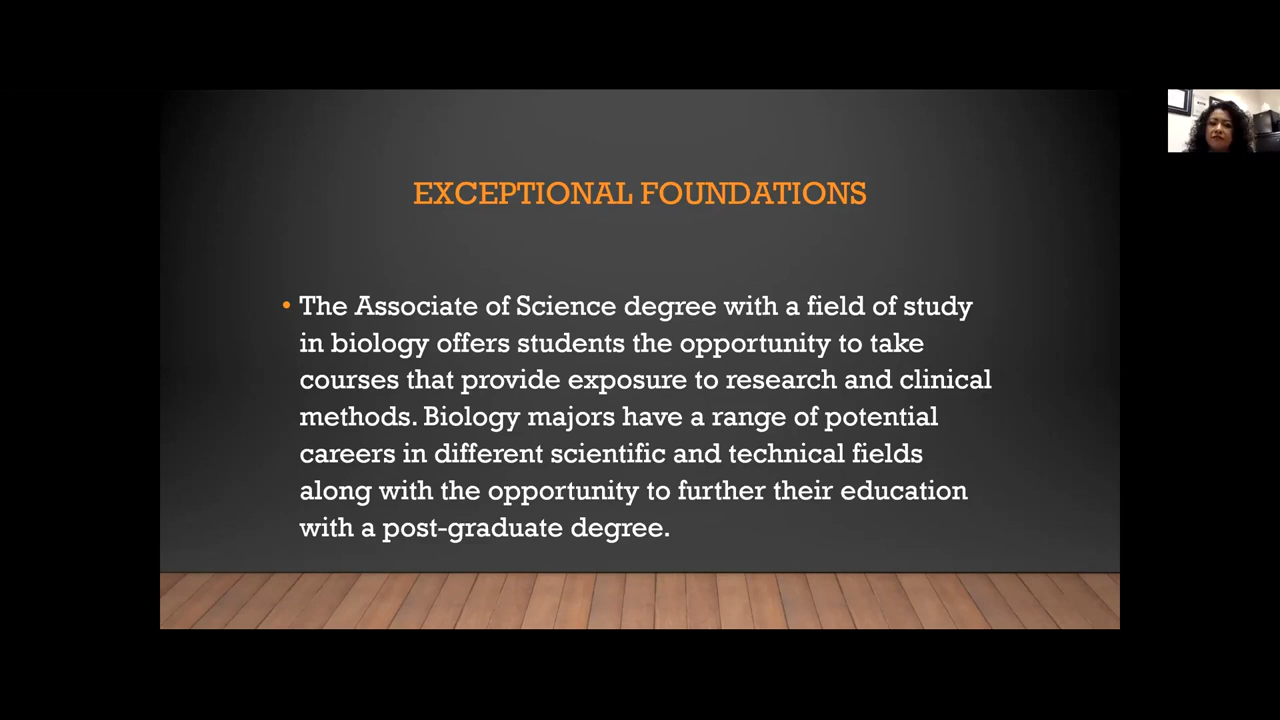 EXCEPTIONAL FOUNDATIONS
• The Associate of Science degree with a field of study
in biology offers students the opportunity to take
courses that provide exposure to research and clinical
methods. Biology majors have a range of potential
careers in different scientific and technical fields
along with the opportunity to further their education
with a post-graduate degree.